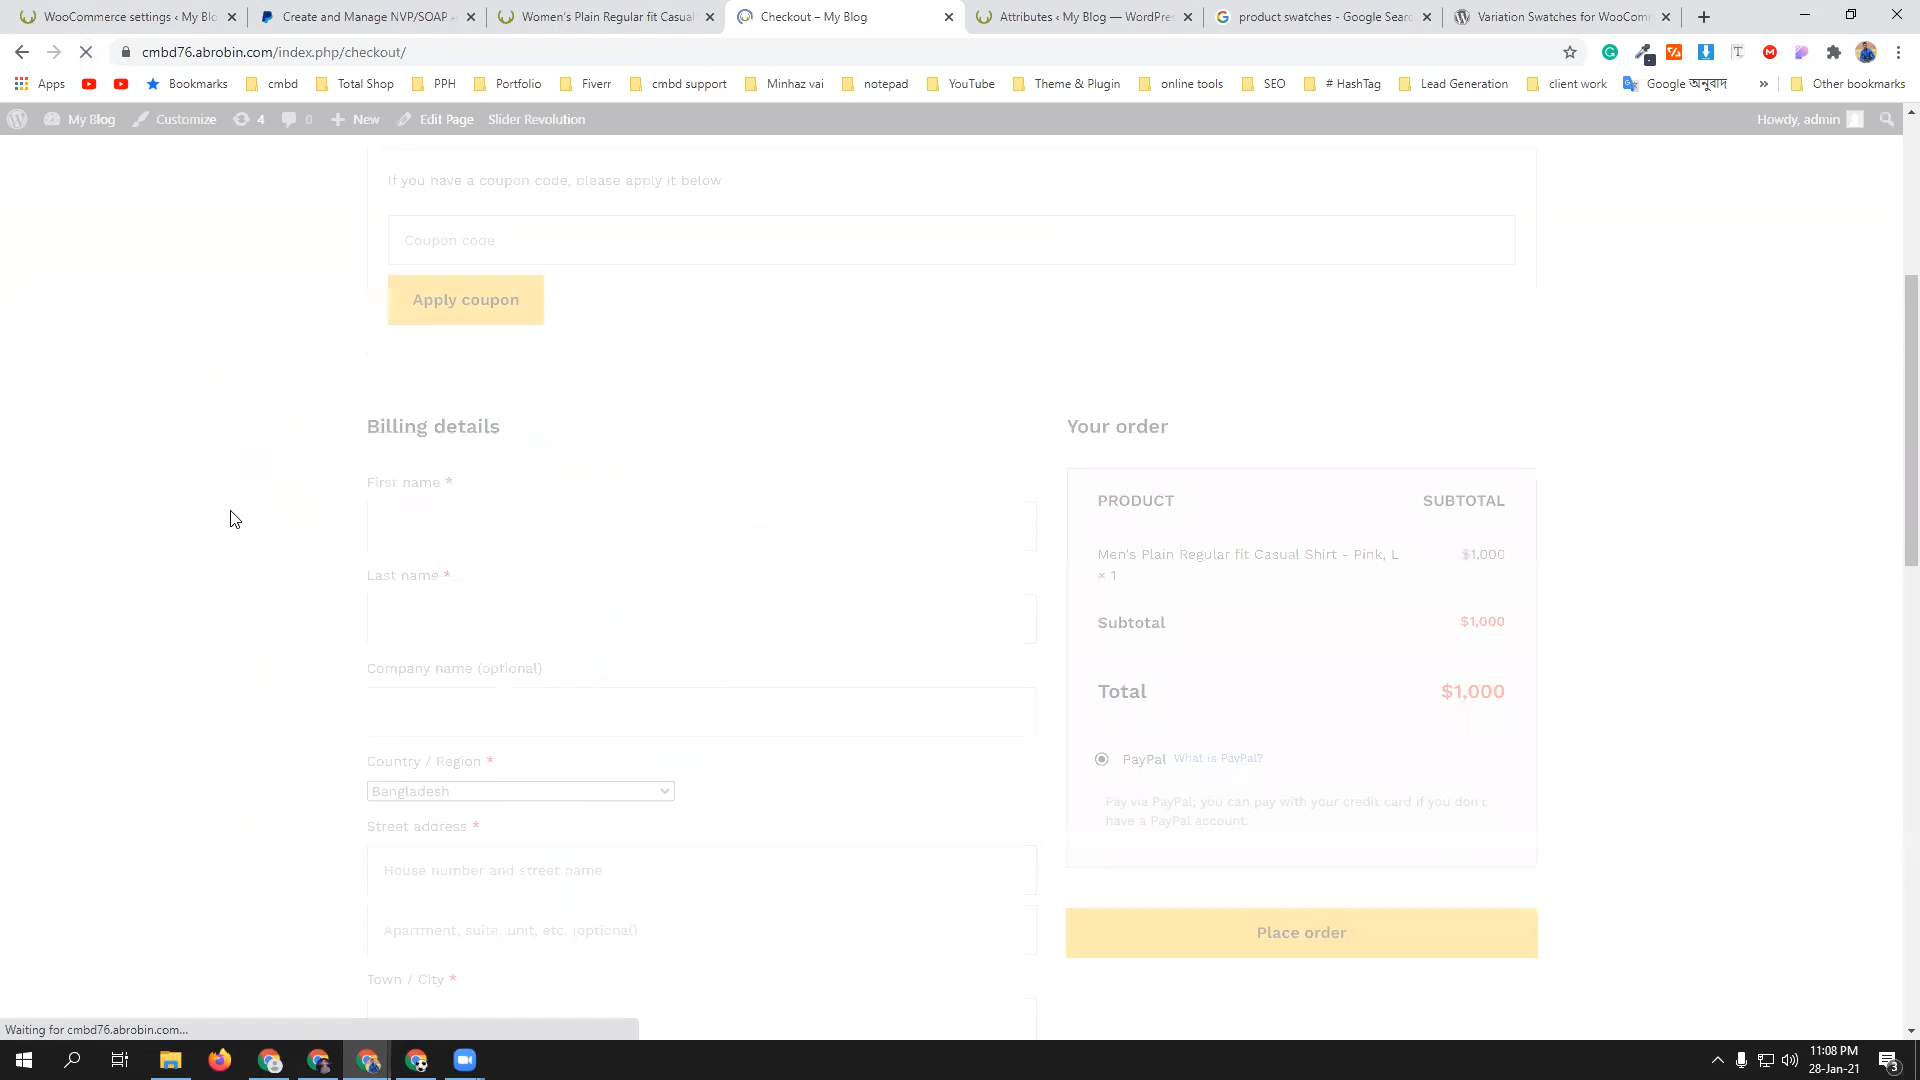 WooCommerce settings ‹ My Blo
Create and Manage NVP/SOAP
Women's Plain Regular fit Casual
Checkout – My Blog
Attributes ‹ My Blog — WordPres
product swatches - Google Searc
Variation Swatches for WooComm
cmbd76.abrobin.com/index.php/checkout/
Apps
Bookmarks
cmbd
Total Shop
PPH
Portfolio
Fiverr
cmbd support
Minhaz vai
notepad
YouTube
Theme & Plugin
online tools
SEO
# HashTag
Lead Generation
client work
Google অনুবাদ
»
Other bookmarks
My Blog
Customize
4
0
New
Edit Page
Slider Revolution
Howdy, admin
If you have a coupon code, please apply it below
Coupon code
Apply coupon
Billing details
First name *
Last name *
Company name (optional)
Country / Region *
Bangladesh
Street address *
House number and street name
Apartment, suite, unit, etc. (optional)
Town / City *
Your order
PRODUCT SUBTOTAL
Men's Plain Regular fit Casual Shirt - Pink, L $1,000
× 1
Subtotal $1,000
Total $1,000
PayPal What is PayPal?
Pay via PayPal; you can pay with your credit card if you don't
have a PayPal account.
Place order
Waiting for cmbd76.abrobin.com...
11:08 PM
28-Jan-21
3